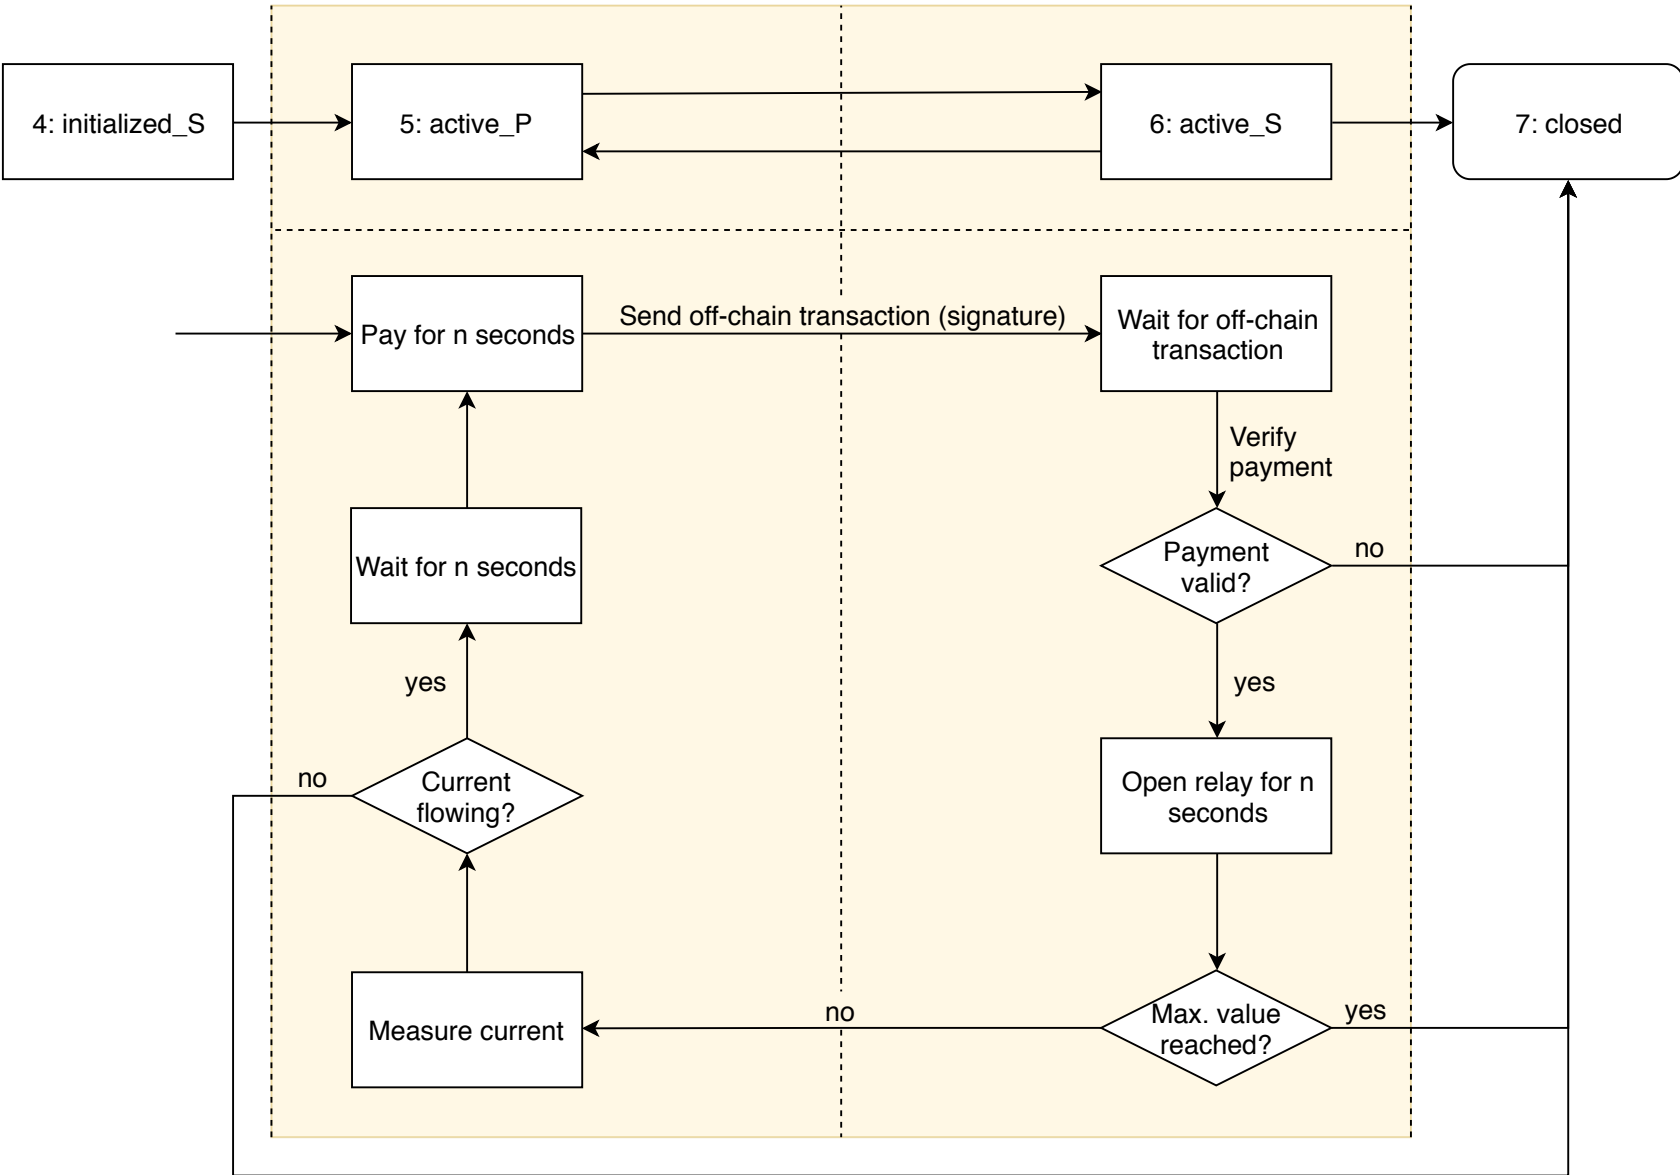 4: initialized_S
5: active_P
6: active_S
7: closed
Pay for n seconds
Send off-chain transaction (signature)
Wait for off-chain
transaction
Verify
payment
Wait for n seconds
Payment
valid?
no
yes
yes
no
Current
flowing?
Open relay for n
seconds
Measure current
no
Max. value
reached?
yes